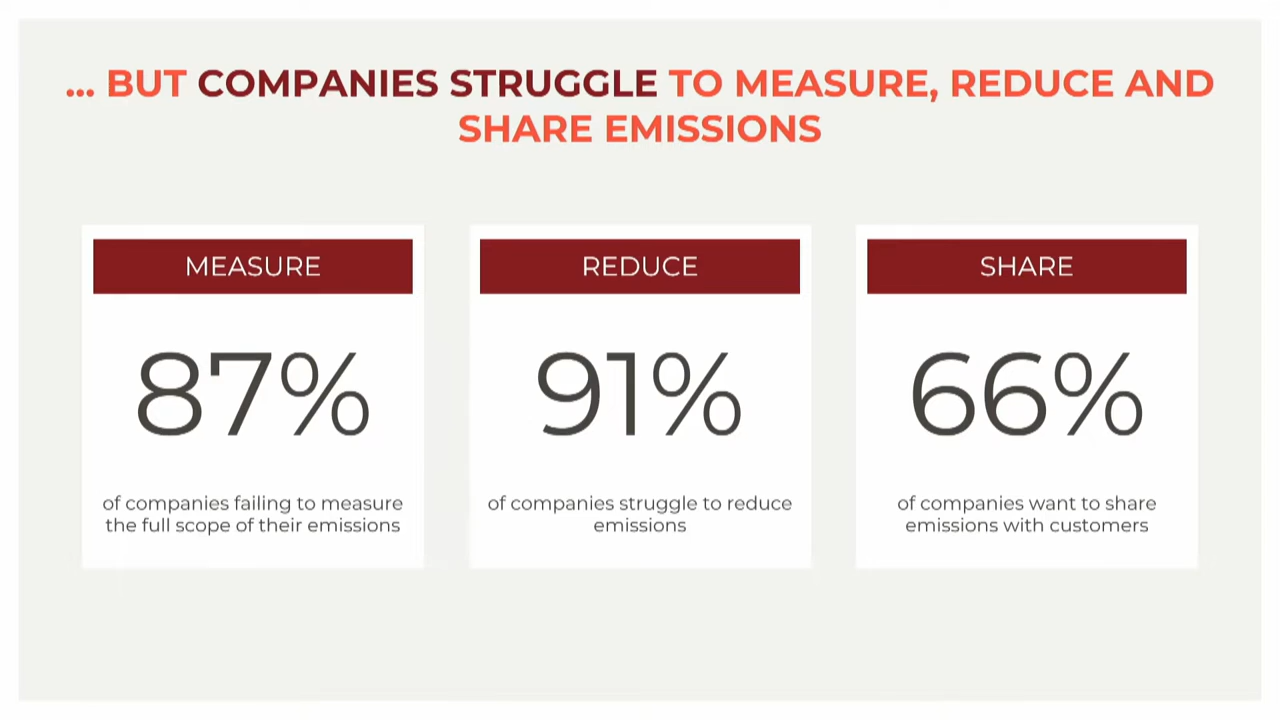 ... BUT COMPANIES STRUGGLE TO MEASURE, REDUCE AND
SHARE EMISSIONS
MEASURE
87%
of companies failing to measure
the full scope of their emissions
REDUCE
91%
of companies struggle to reduce
emissions
SHARE
66%
of companies want to share
emissions with customers